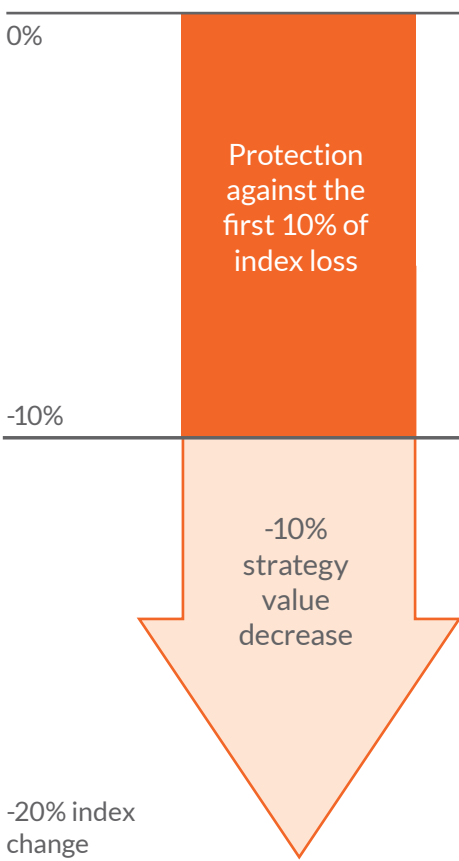 0%
Protection
against the
first 10% of
index loss
-10%
-10%
strategy
value
decrease
-20% index
change